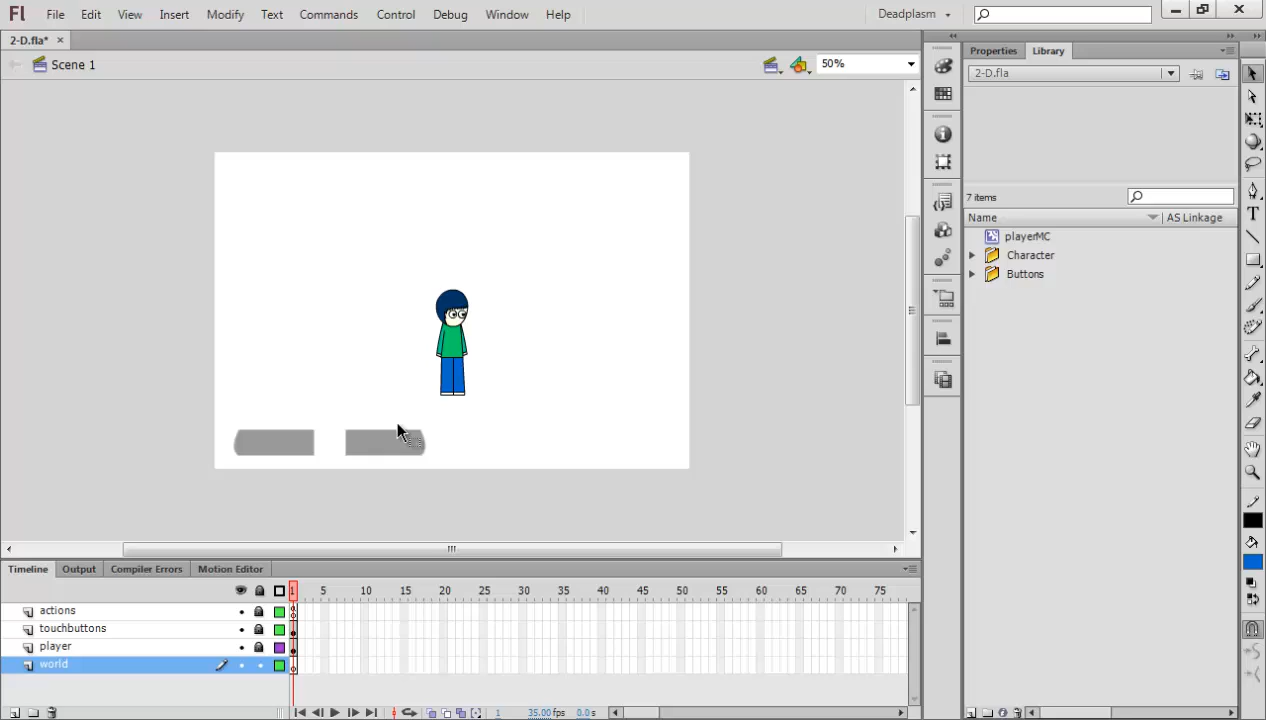 Fl File Edit View Insert Modify Text Commands Control Debug Window Help Deadplasm
2-D.fla*
Scene 1 50%
Properties Library
2-D.fla
7 items
Name AS Linkage
playerMC
Character
Buttons
Timeline Output Compiler Errors Motion Editor
1 5 10 15 20 25 30 35 40 45 50 55 60 65 70 75
actions
touchbuttons
player
world
1 35.00 fps 0.0 s